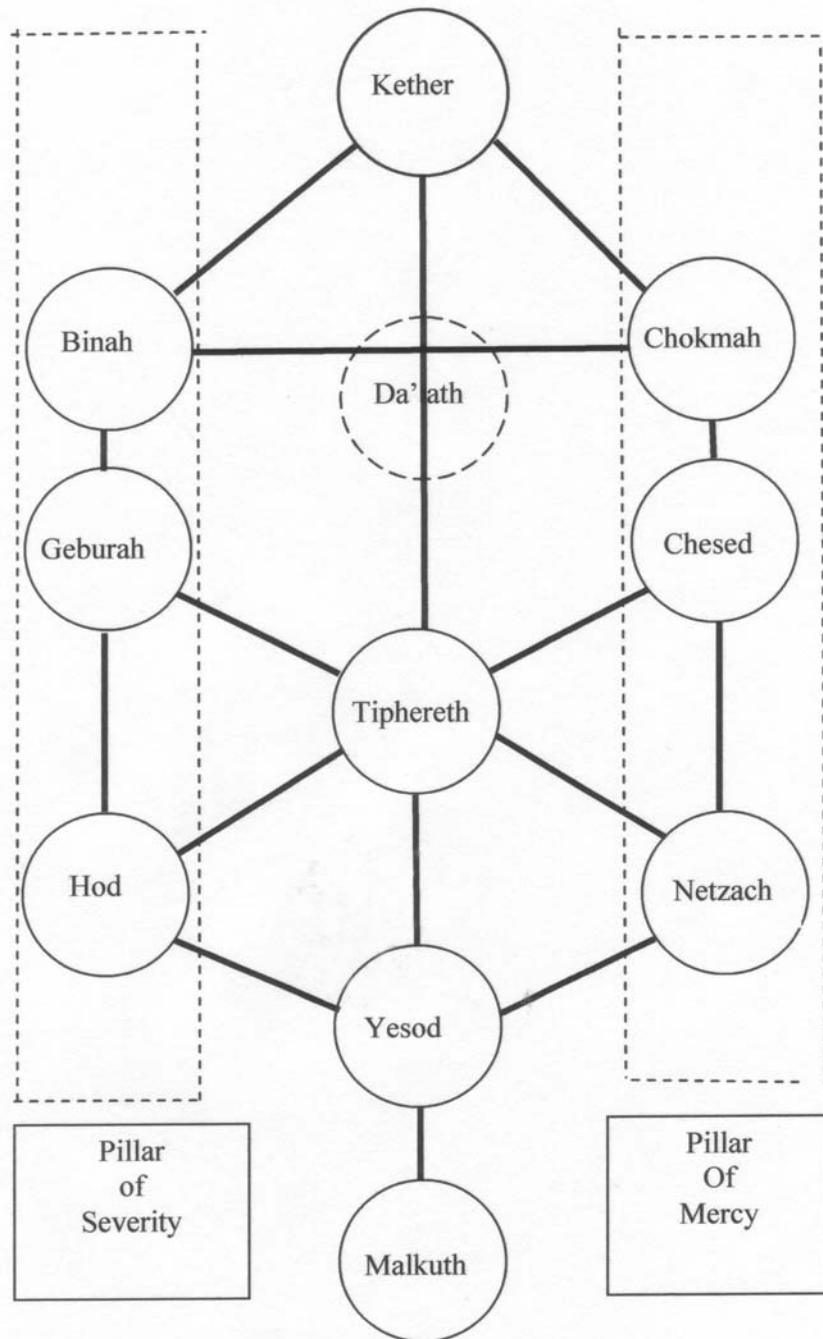 Kether
Binah
Chokmah
Da'ath
Geburah
Chesed
Tiphereth
Hod
Netzach
Yesod
Pillar
of
Severity
Pillar
Of
Mercy
Malkuth